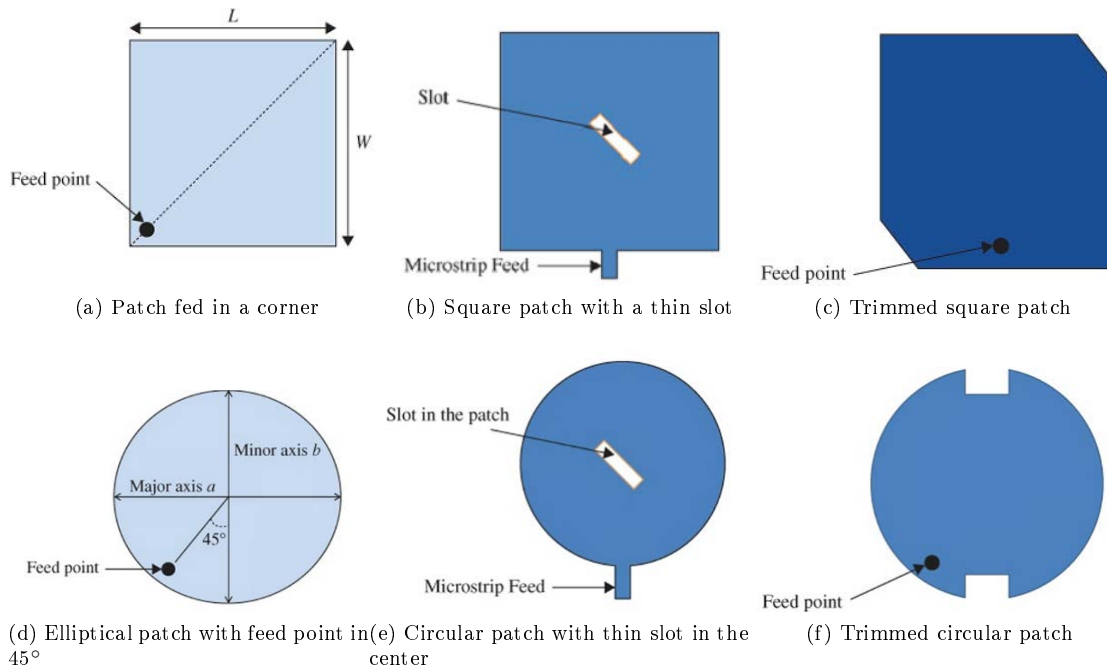 L
W
Feed point
(a) Patch fed in a corner
Slot
Microstrip Feed
(b) Square patch with a thin slot
Feed point
(c) Trimmed square patch
Minor axis b
Major axis a
45°
Feed point
(d) Elliptical patch with feed point in
45°
Slot in the patch
Microstrip Feed
(e) Circular patch with thin slot in the
center
Feed point
(f) Trimmed circular patch